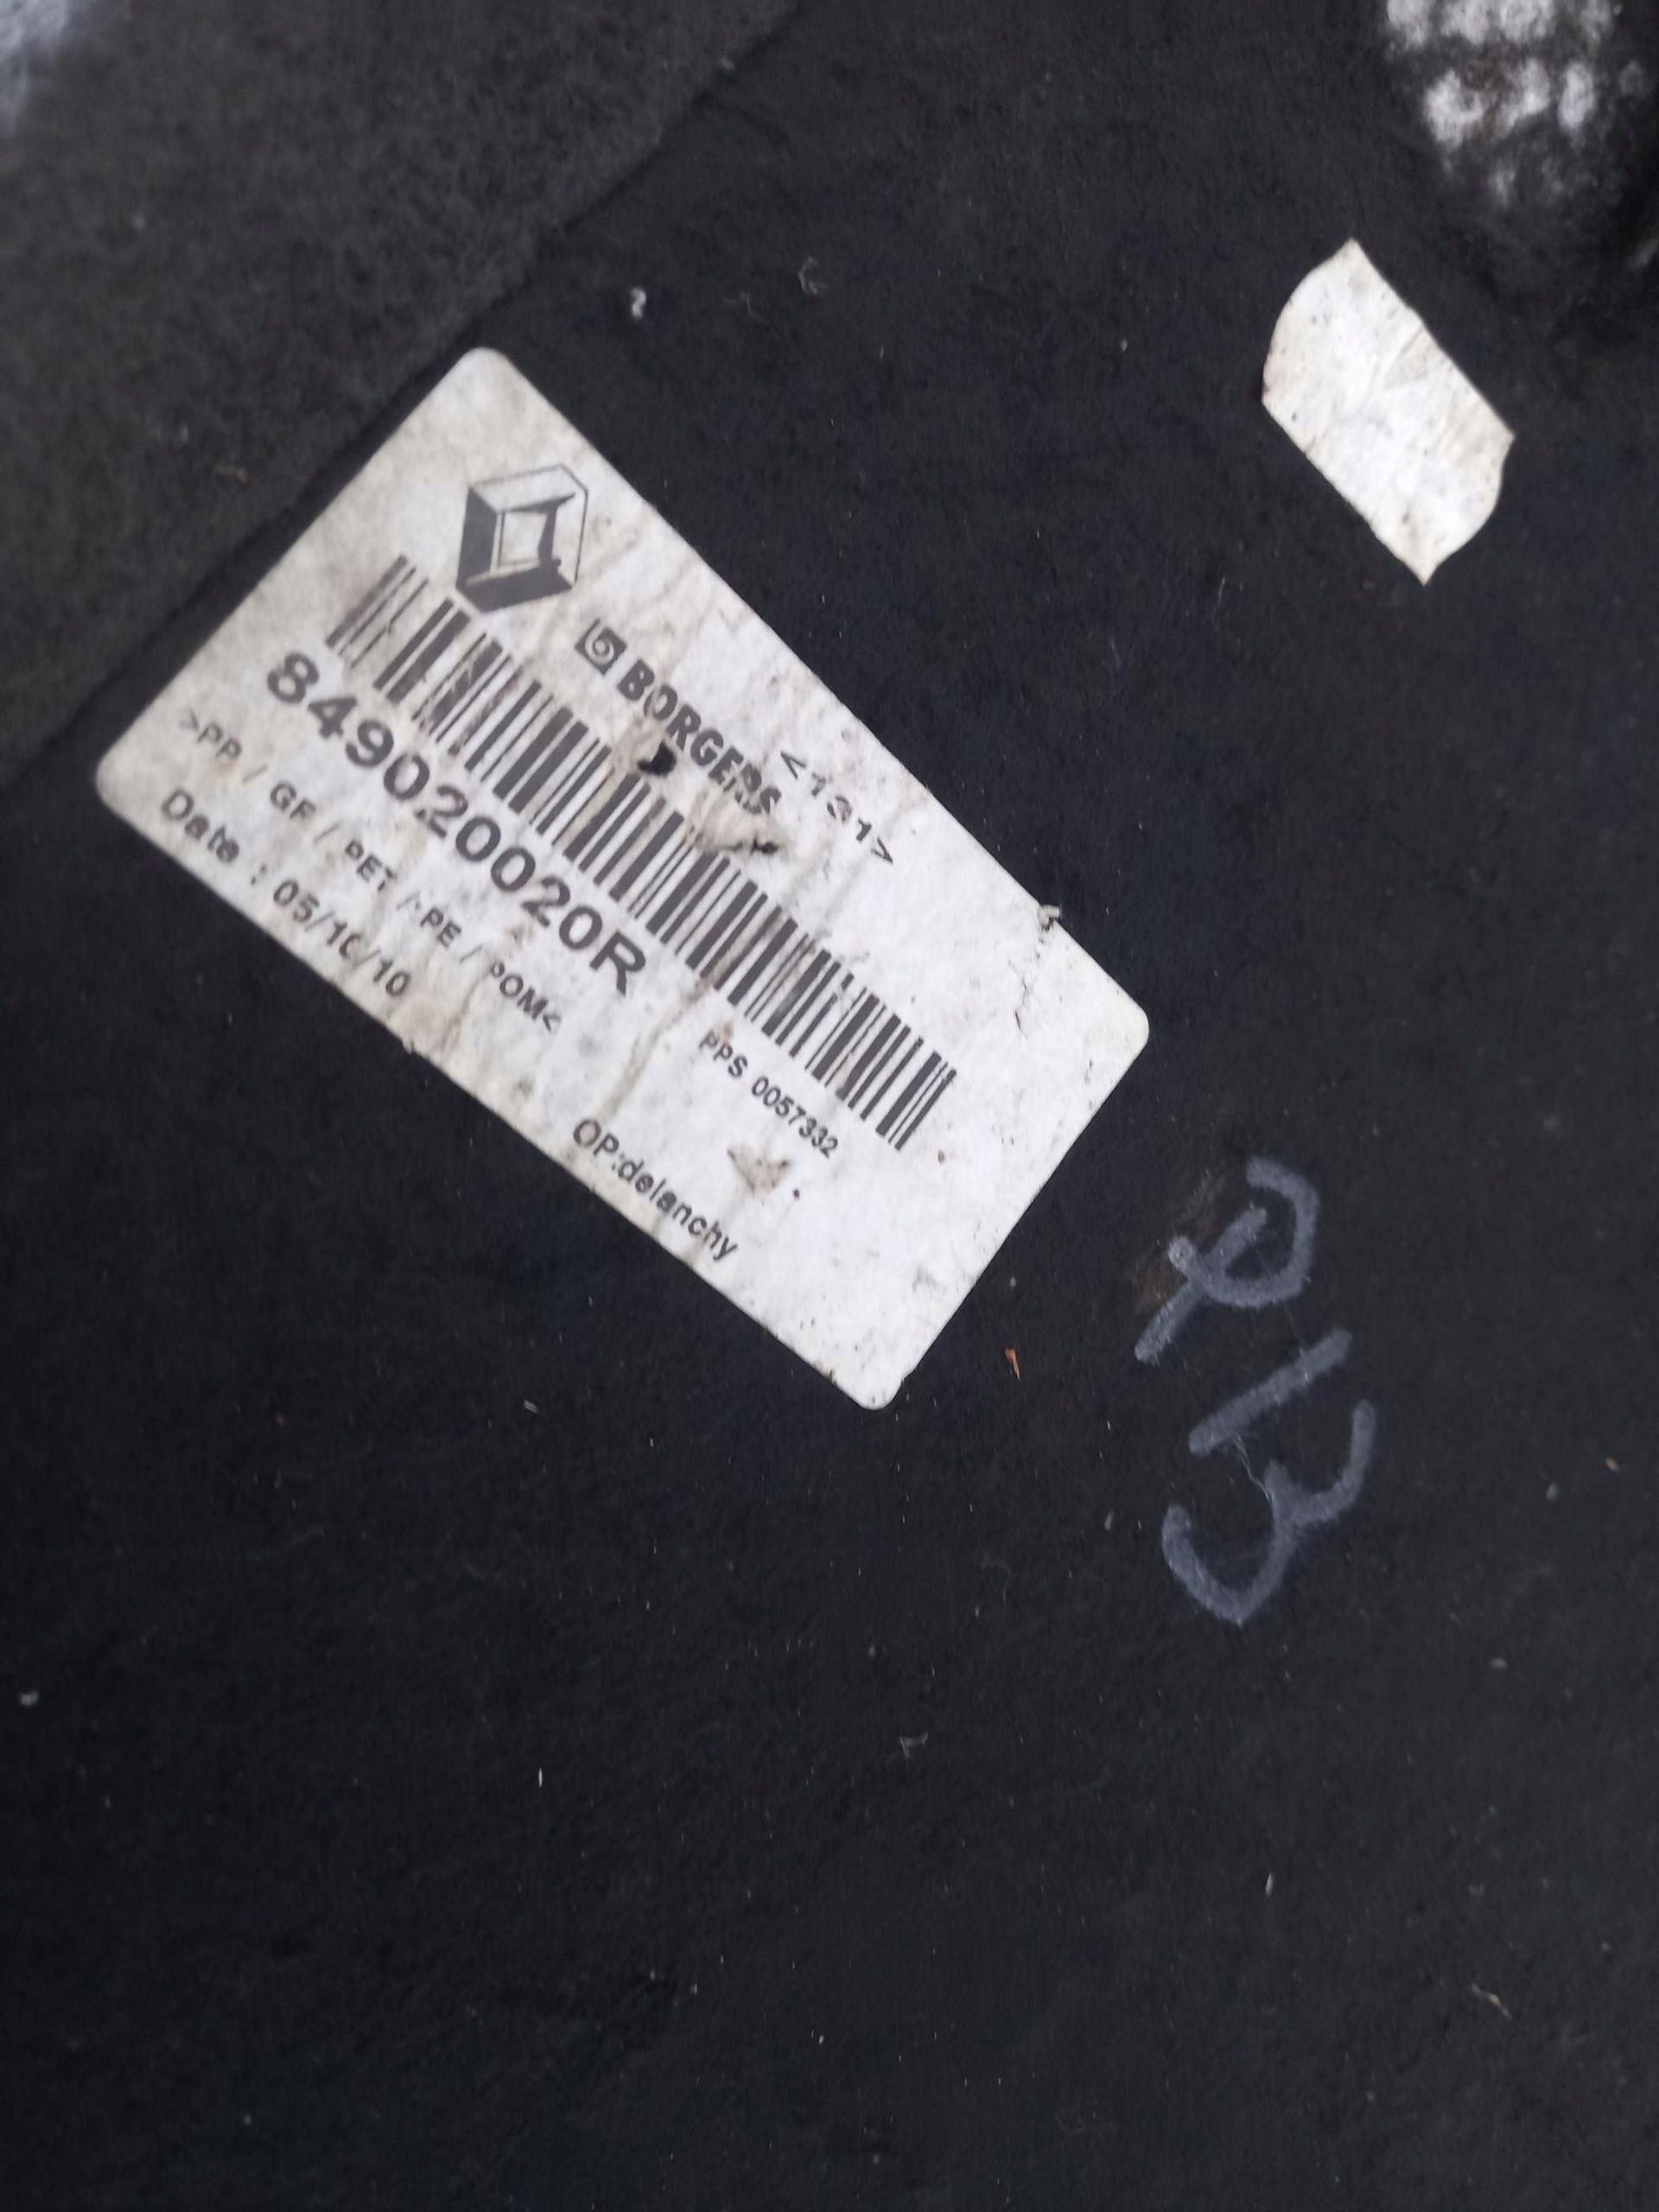 BORGERS
<131>
849020020R
>PP / GF / PET / PE / POM<
PPS 0057332
Date : 05/10/10
OP:delanchy
P13